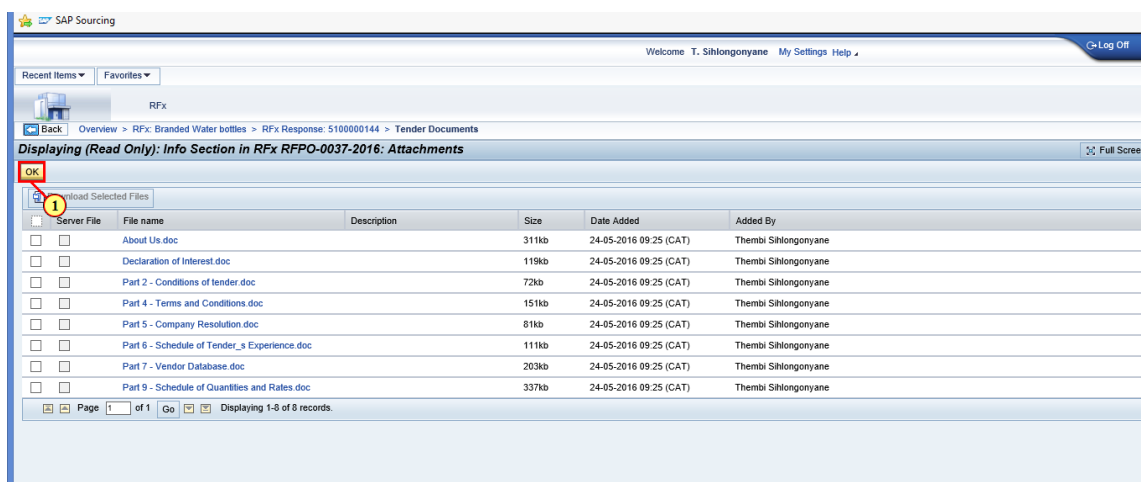 SAP Sourcing
Welcome T. Sihlongonyane My Settings Help
Log Off
Recent Items Favorites
RFx
Back Overview > RFx: Branded Water bottles > RFx Response: 5100000144 > Tender Documents
Displaying (Read Only): Info Section in RFx RFPO-0037-2016: Attachments Full Scree
OK
1
Selected Files
Server File File name Description Size Date Added Added By
About Us.doc 311kb 24-05-2016 09:25 (CAT) Thembi Sihlongonyane
Declaration of Interest.doc 119kb 24-05-2016 09:25 (CAT) Thembi Sihlongonyane
Part 2 - Conditions of tender.doc 72kb 24-05-2016 09:25 (CAT) Thembi Sihlongonyane
Part 4 - Terms and Conditions.doc 151kb 24-05-2016 09:25 (CAT) Thembi Sihlongonyane
Part 5 - Company Resolution.doc 81kb 24-05-2016 09:25 (CAT) Thembi Sihlongonyane
Part 6 - Schedule of Tender_s Experience.doc 111kb 24-05-2016 09:25 (CAT) Thembi Sihlongonyane
Part 7 - Vendor Database.doc 203kb 24-05-2016 09:25 (CAT) Thembi Sihlongonyane
Part 9 - Schedule of Quantities and Rates.doc 337kb 24-05-2016 09:25 (CAT) Thembi Sihlongonyane
Page 1 of 1 Go Displaying 1-8 of 8 records.